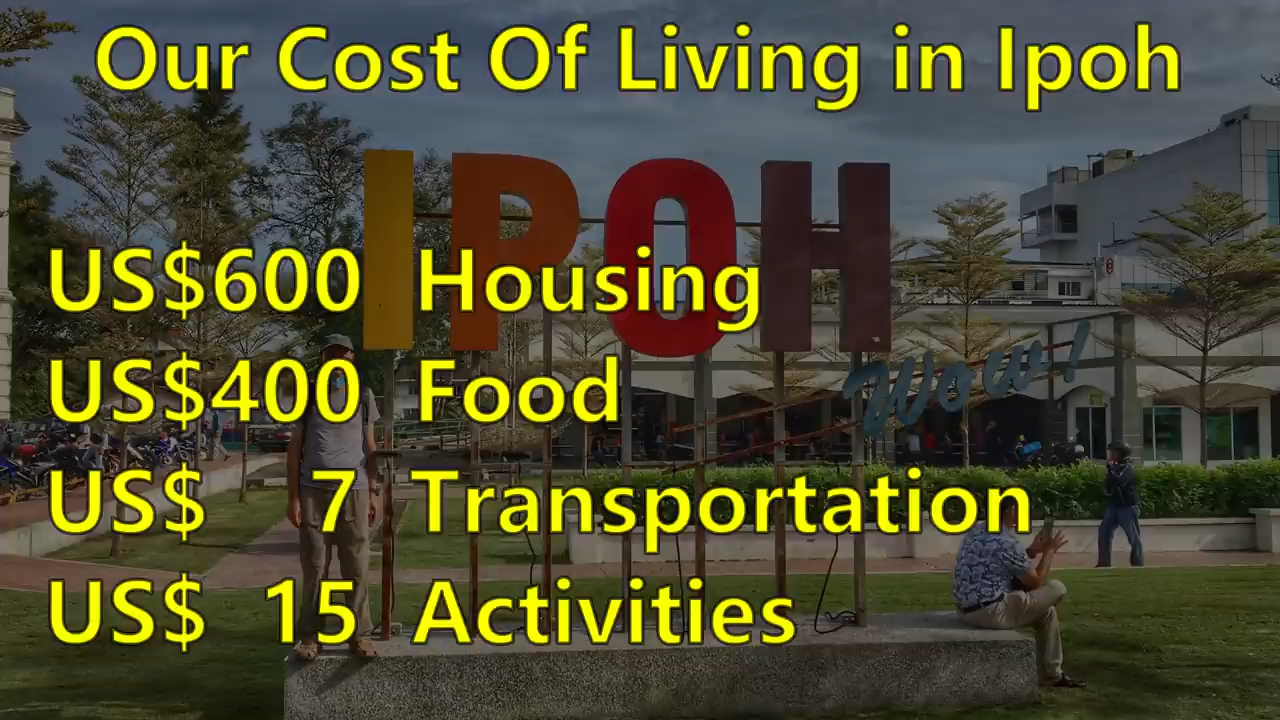 Our Cost Of Living in Ipoh
IPOH
Wow!
US$600 Housing
US$400 Food
US$ 7 Transportation
US$ 15 Activities